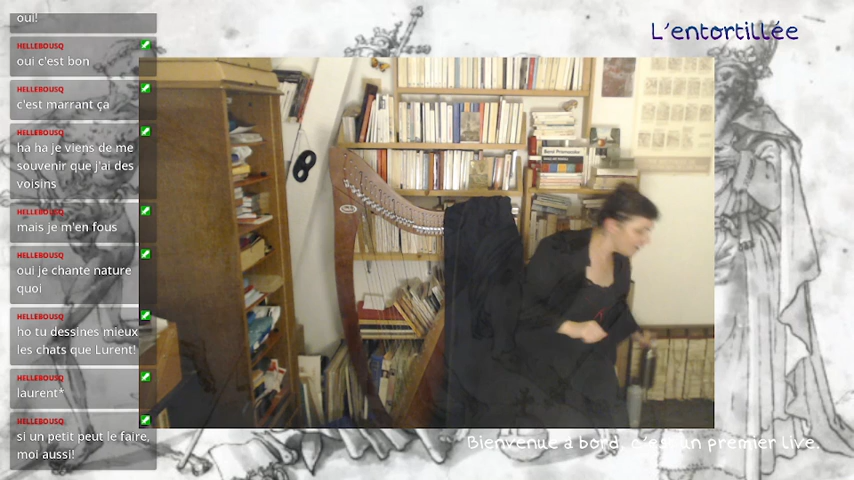 oui!
L'entortillée
HELLEBOUSQ
oui c'est bon
HELLEBOUSQ
c'est marrant ça
HELLEBOUSQ
ha ha je viens de me
souvenir que j'ai des
voisins
HELLEBOUSQ
mais je m'en fous
HELLEBOUSQ
oui je chante nature
quoi
HELLEBOUSQ
ho tu dessines mieux
les chats que Lurent!
HELLEBOUSQ
laurent*
HELLEBOUSQ
si un petit peut le faire,
moi aussi!
Bienvenue à bord, c'est un premier live.